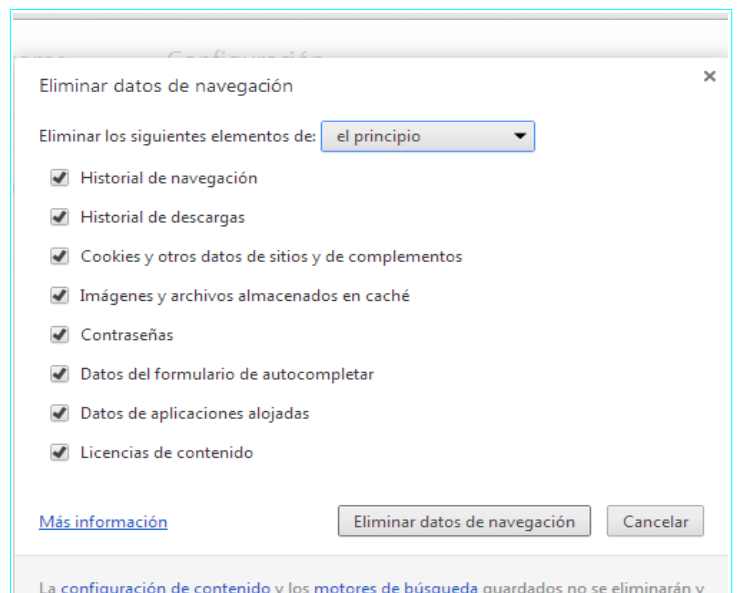 Configuración
Eliminar datos de navegación
Eliminar los siguientes elementos de: el principio
Historial de navegación
Historial de descargas
Cookies y otros datos de sitios y de complementos
Imágenes y archivos almacenados en caché
Contraseñas
Datos del formulario de autocompletar
Datos de aplicaciones alojadas
Licencias de contenido
Más información Eliminar datos de navegación Cancelar
La configuración de contenido y los motores de búsqueda guardados no se eliminarán y